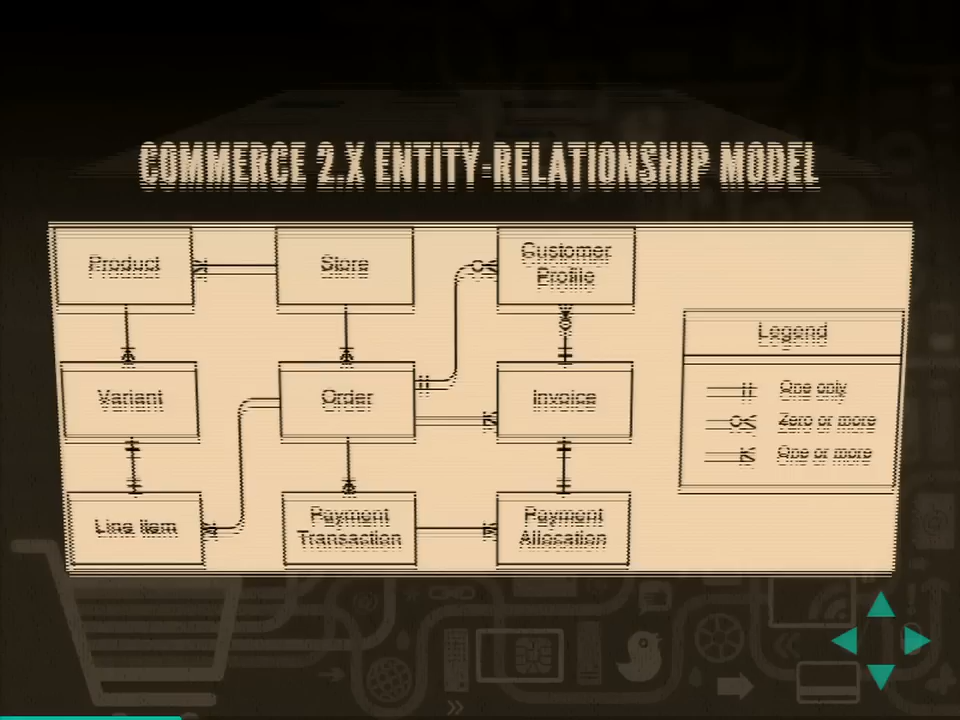 COMMERCE 2.X ENTITY-RELATIONSHIP MODEL
Product
Store
Customer
Profile
Legend
Variant
Order
Invoice
One only
Zero or more
One or more
Line Item
Payment
Transaction
Payment
Allocation